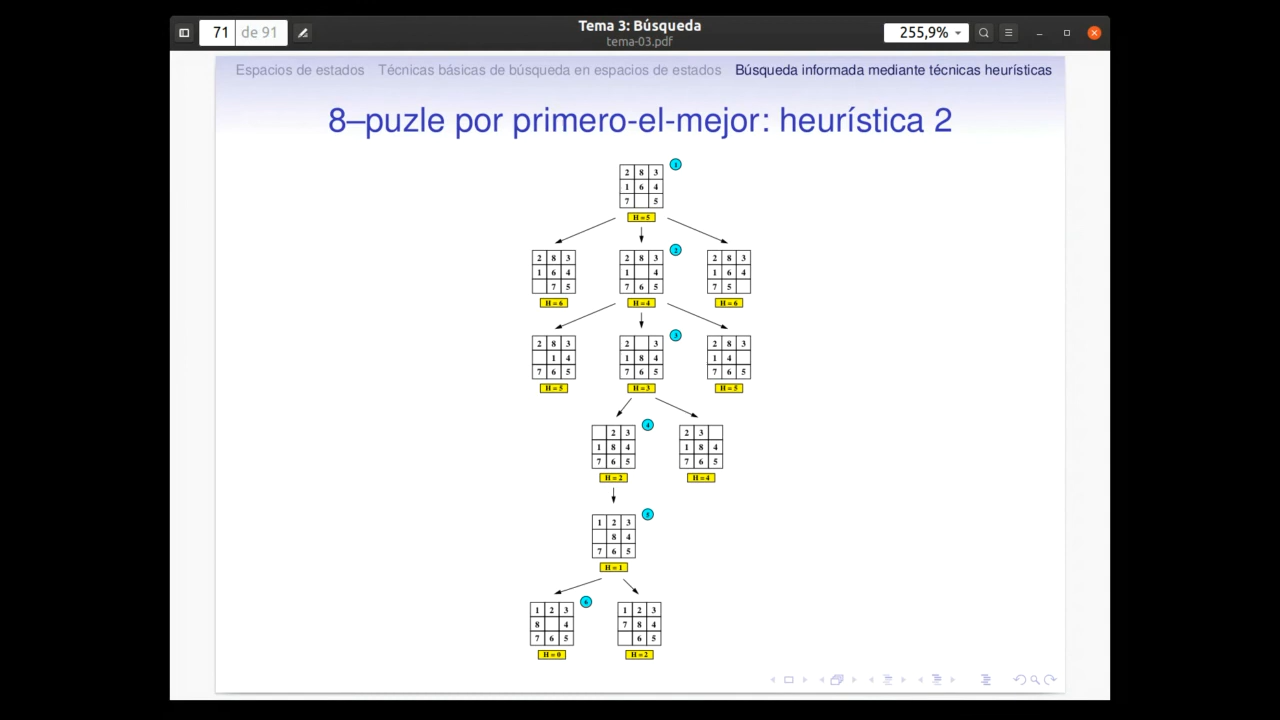 71 de 91
Tema 3: Búsqueda
tema-03.pdf
255,9%
Espacios de estados Técnicas básicas de búsqueda en espacios de estados Búsqueda informada mediante técnicas heurísticas
8–puzle por primero-el-mejor: heurística 2
1
2 8 3
1 6 4
7 5
H = 5
2
2 8 3 2 8 3 2 8 3
1 6 4 1 4 1 6 4
7 5 7 6 5 7 5
H = 6 H = 4 H = 6
3
2 8 3 2 3 2 8 3
1 4 1 8 4 1 4
7 6 5 7 6 5 7 6 5
H = 5 H = 3 H = 5
4
2 3 2 3
1 8 4 1 8 4
7 6 5 7 6 5
H = 2 H = 4
5
1 2 3
8 4
7 6 5
H = 1
6
1 2 3 1 2 3
8 4 7 8 4
7 6 5 6 5
H = 0 H = 2